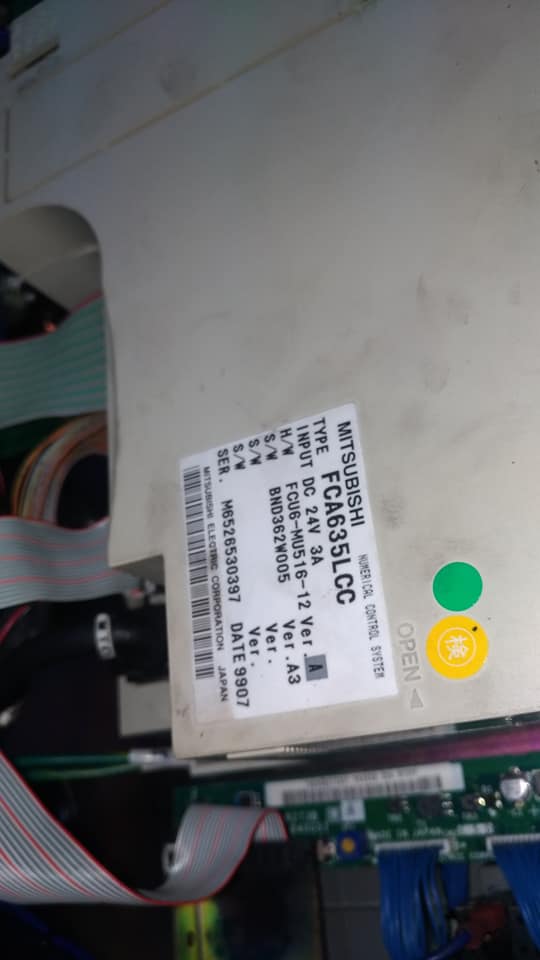 MITSUBISHI NUMERICAL CONTROL SYSTEM
TYPE FCA635LCC
INPUT DC 24V 3A
H/W FCU6-MU516-12 Ver.A
S/W BND362W005 Ver.A3
S/W Ver.
S/W Ver.
SER. M6526530397 DATE 9907
MITSUBISHI ELECTRIC CORPORATION JAPAN
OPEN
検